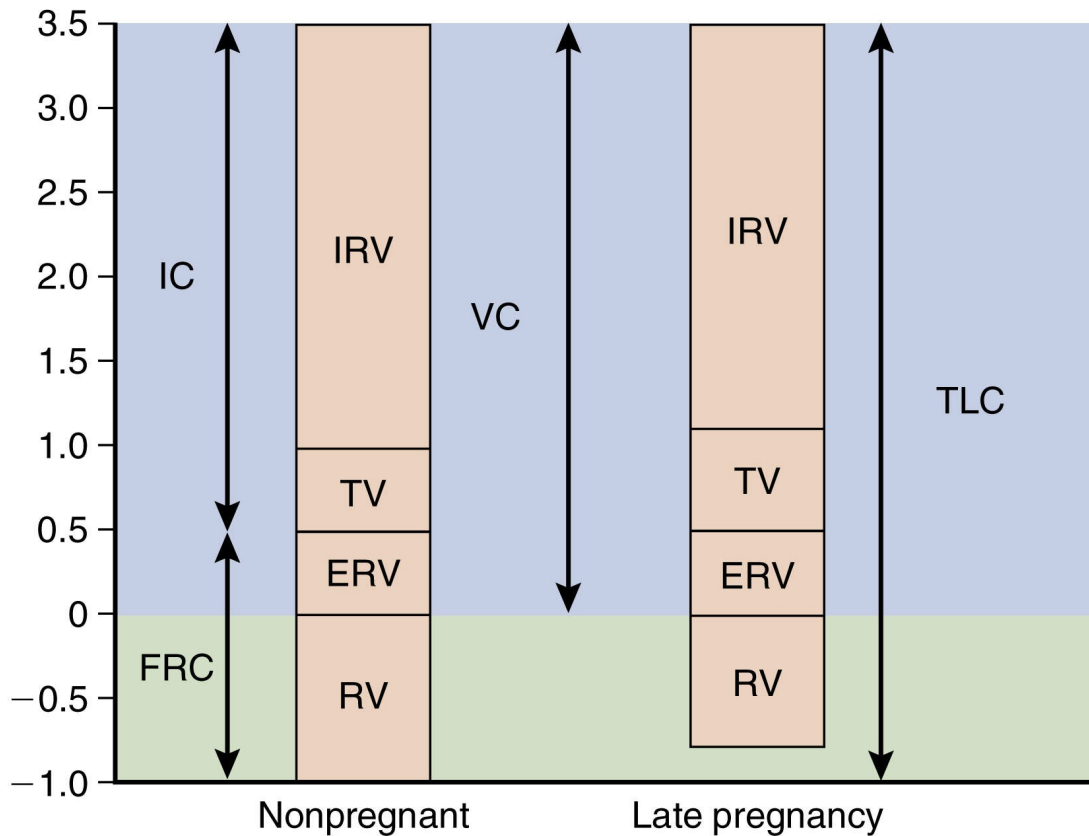 3.5
3.0
2.5
2.0
1.5
1.0
0.5
0
−0.5
−1.0
IC
FRC
IRV
TV
ERV
RV
VC
IRV
TV
ERV
RV
TLC
Nonpregnant
Late pregnancy